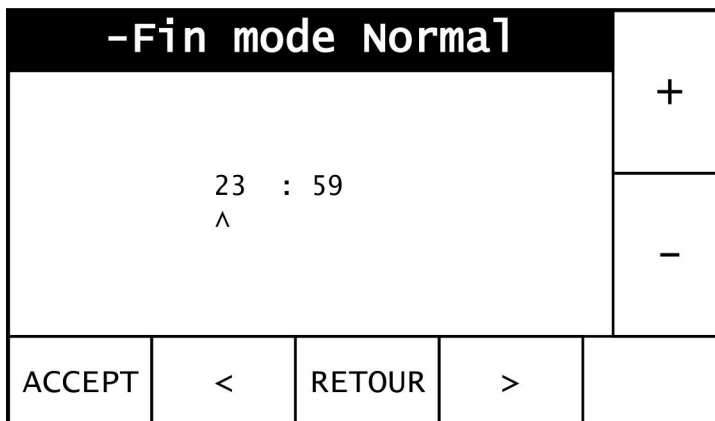 -Fin mode Normal
+
23 : 59
^
-
ACCEPT < RETOUR >